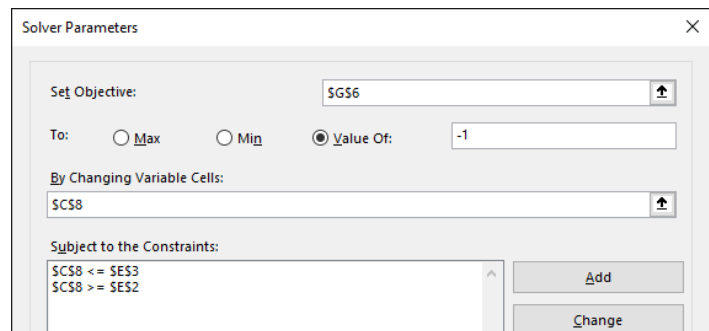 Solver Parameters
Set Objective: $G$6
To: Max Min Value Of: -1
By Changing Variable Cells:
$C$8
Subject to the Constraints:
$C$8 <= $E$3
$C$8 >= $E$2
Add
Change